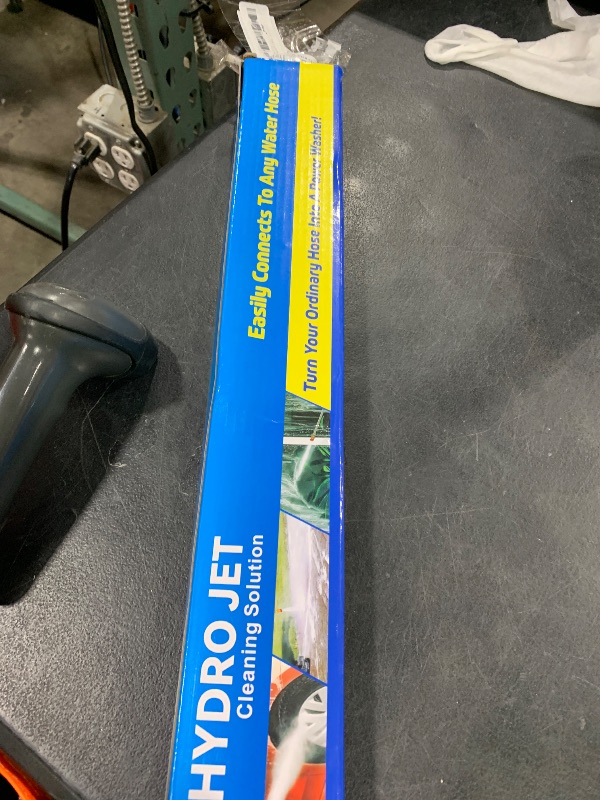 Easily Connects To Any Water Hose
Turn Your Ordinary Hose Into A Power Washer!
HYDRO JET
Cleaning Solution